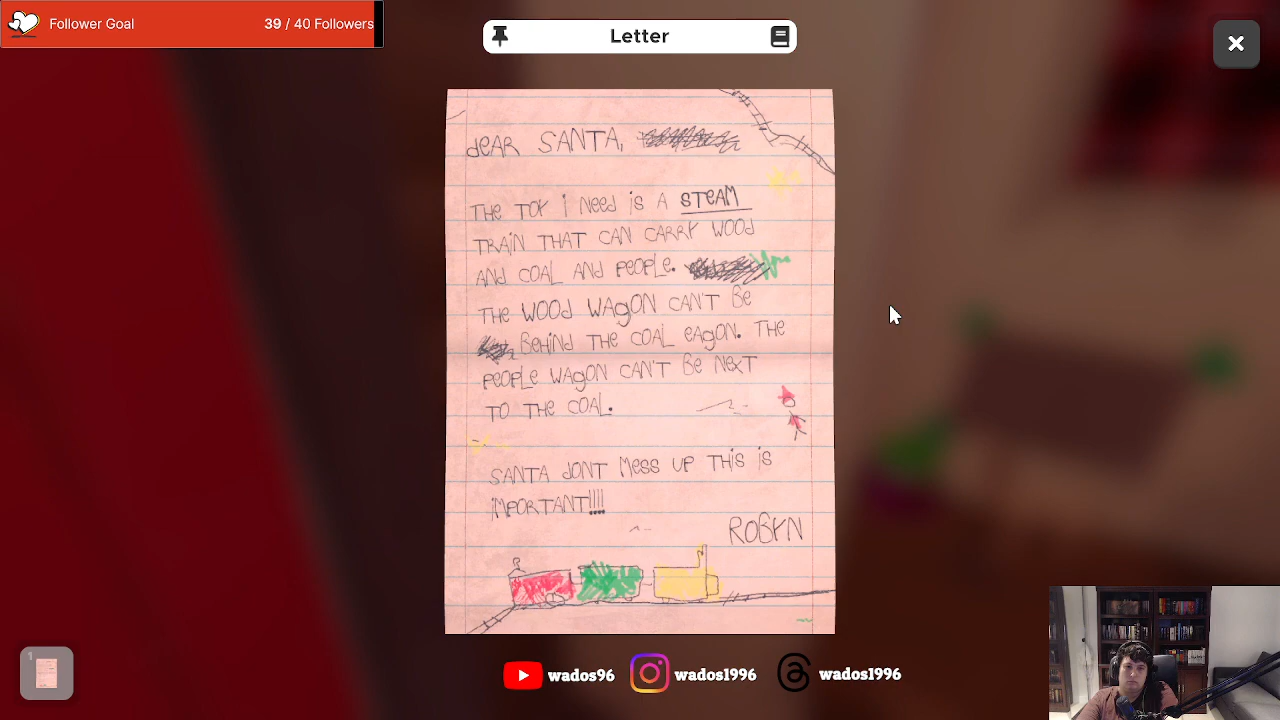 Follower Goal 39 / 40 Followers
Letter
dEAR SANTA,
THE TOY i NEEd iS A STEAM
TRAiN THAT CAN CARRY WOOd
ANd COAL ANd PEOPLE.
THE WOOd WAgON CAN'T BE
BEHiNd THE COAL EAgON. THE
PEOPLE WAgON CAN'T BE NEXT
TO THE COAL.
SANTA dONT MESS UP THiS iS
iMPORTANT!!!!
ROBYN
1
wados96 wados1996 wados1996